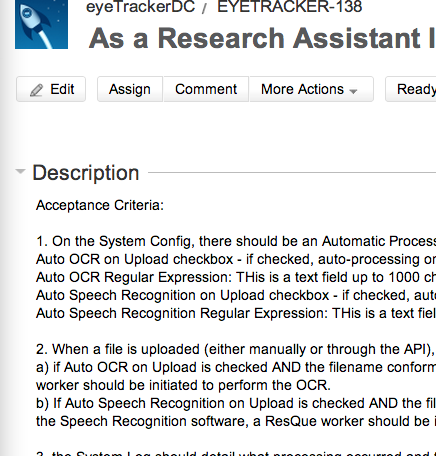 eyeTrackerDC / EYETRACKER-138
As a Research Assistant I
Edit Assign Comment More Actions Ready
Description
Acceptance Criteria:
1. On the System Config, there should be an Automatic Process
Auto OCR on Upload checkbox - if checked, auto-processing or
Auto OCR Regular Expression: THis is a text field up to 1000 ch
Auto Speech Recognition on Upload checkbox - if checked, aut
Auto Speech Recognition Regular Expression: THis is a text fiel
2. When a file is uploaded (either manually or through the API),
a) if Auto OCR on Upload is checked AND the filename conform
worker should be initiated to perform the OCR.
b) If Auto Speech Recognition on Upload is checked AND the fil
the Speech Recognition software, a ResQue worker should be i
3. the System Log should detail what processing occurred and